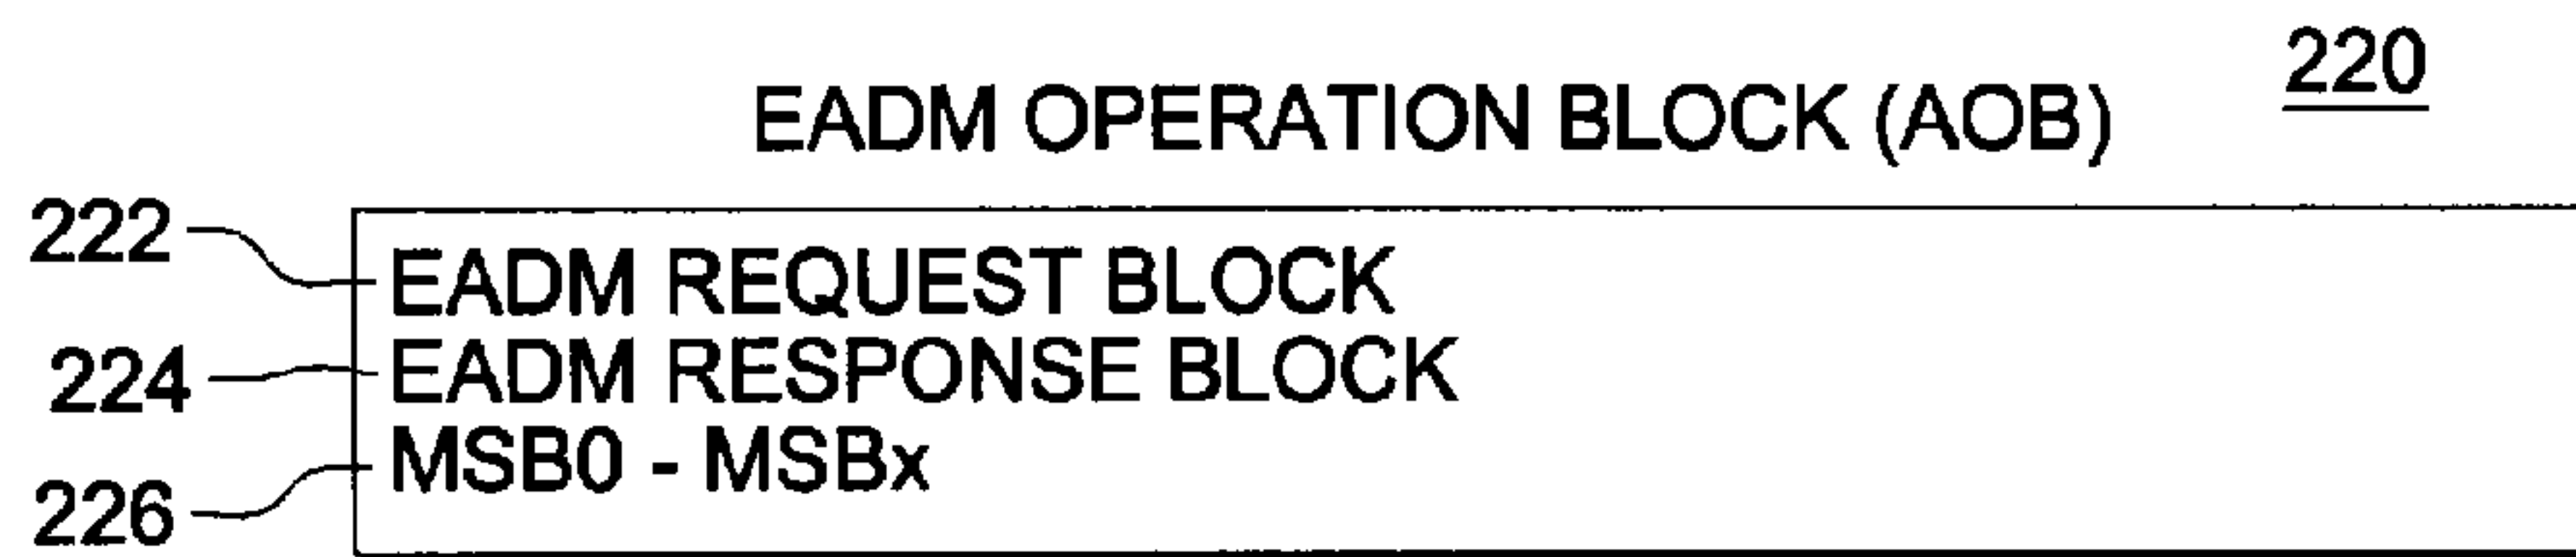 220
EADM OPERATION BLOCK (AOB)
222 EADM REQUEST BLOCK
224 EADM RESPONSE BLOCK
226 MSB0 - MSBx